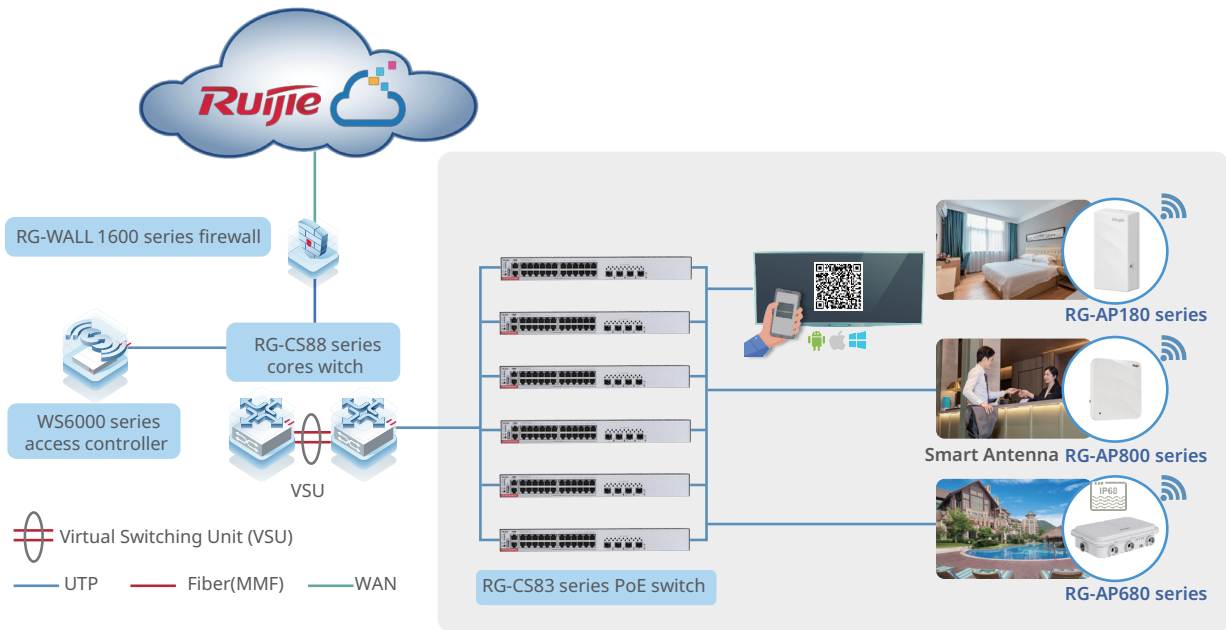 Ruijie
RG-WALL 1600 series firewall
RG-CS88 series
cores witch
WS6000 series
access controller
VSU
Virtual Switching Unit (VSU)
UTP
Fiber(MMF)
WAN
RG-CS83 series PoE switch
RG-AP180 series
Smart Antenna
RG-AP800 series
IP68
RG-AP680 series